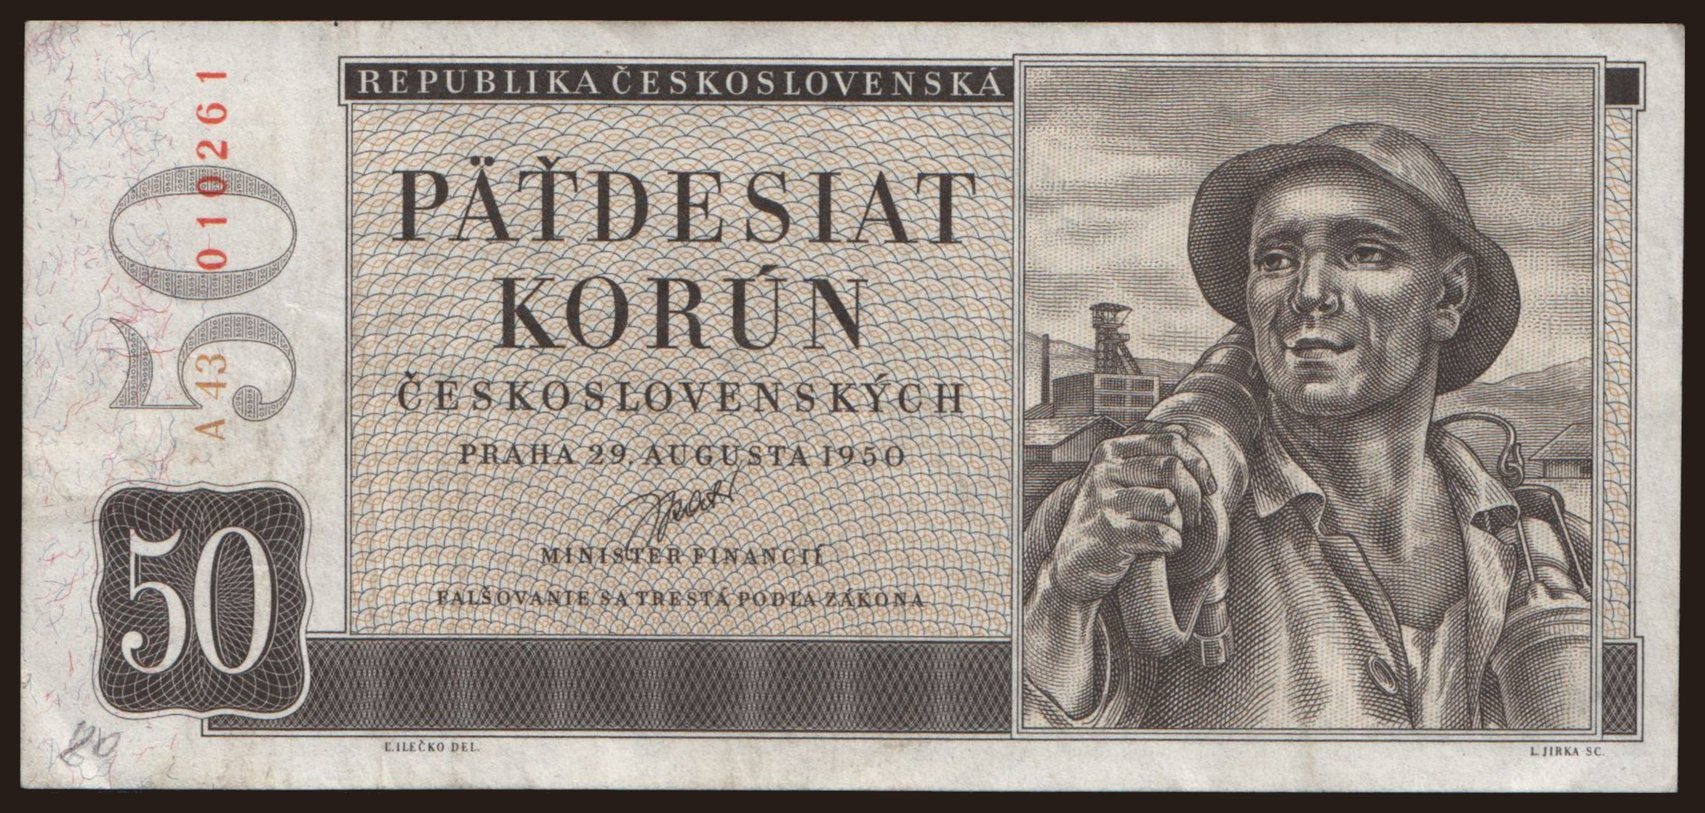 REPUBLIKA ČESKOSLOVENSKÁ
PÄŤDESIAT
KORÚN
ČESKOSLOVENSKÝCH
PRAHA 29. AUGUSTA 1950
MINISTER FINANCIÍ
FALŠOVANIE SA TRESTÁ PODĽA ZÁKONA
50
A 43 010261
50
Ľ. ILEČKO DEL.
L. JIRKA SC.